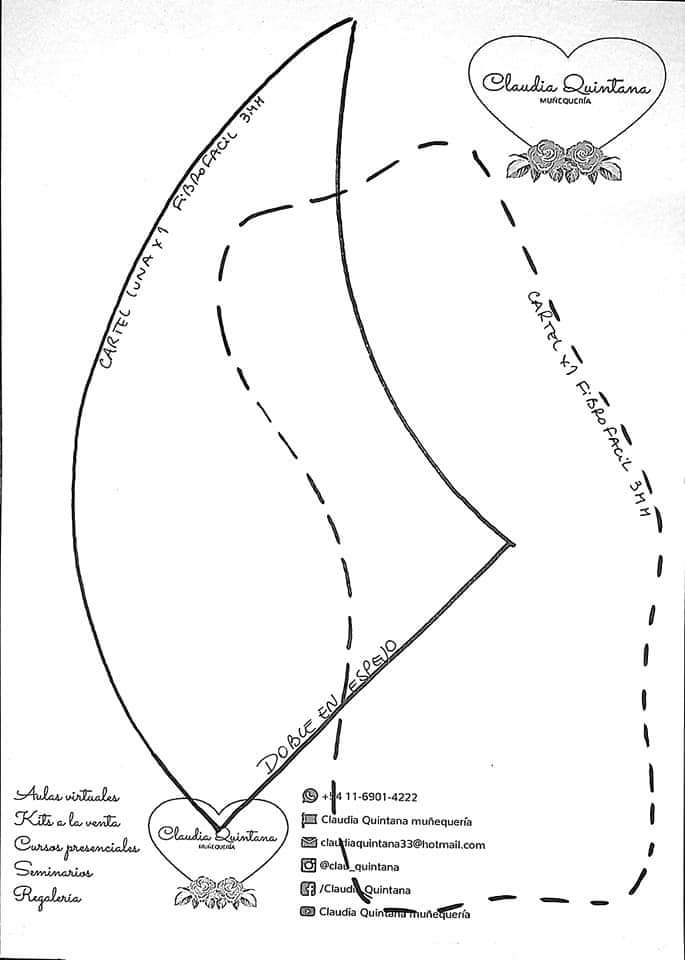 Claudia Quintana
MUÑEQUERÍA
CARTEL LUNA X1 FIBROFACIL 3MM
CARTEL X1 FIBROFACIL 3MM
DOBLE EN ESPEJO
Aulas virtuales
Kits a la venta
Cursos presenciales
Seminarios
Regalería
Claudia Quintana
MUÑEQUERÍA
+54 11-6901-4222
Claudia Quintana muñequería
claudiaquintana33@hotmail.com
@clau_quintana
/Claudia Quintana
Claudia Quintana muñequería